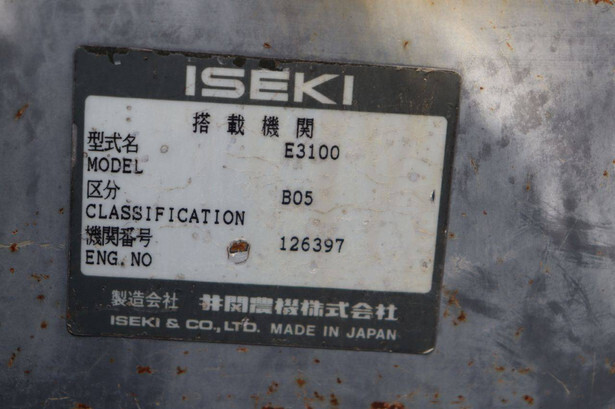 ISEKI
搭載機関
型式名 E3100
MODEL
区分 B05
CLASSIFICATION
機関番号 126397
ENG.NO
製造会社 井関農機株式会社
ISEKI & CO., LTD. MADE IN JAPAN